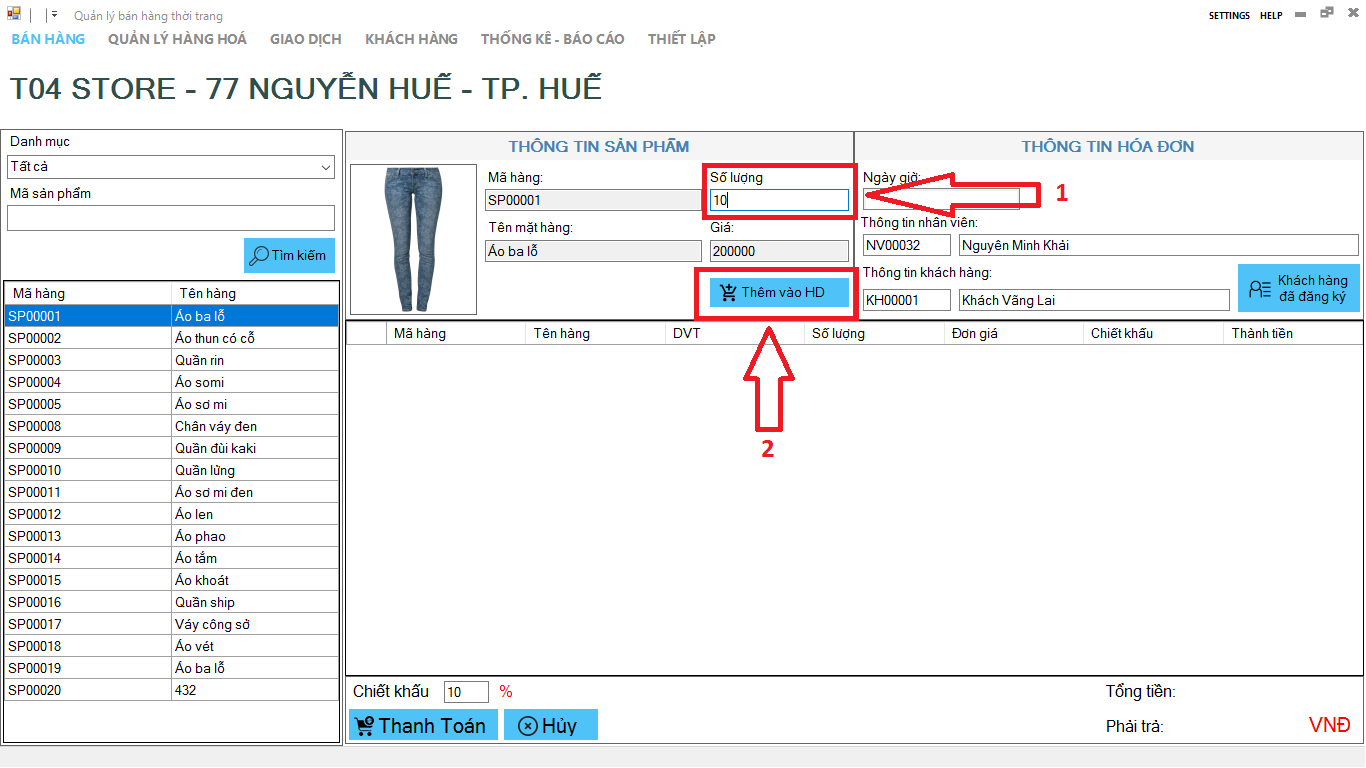 Quản lý bán hàng thời trang
SETTINGS HELP
BÁN HÀNG QUẢN LÝ HÀNG HOÁ GIAO DỊCH KHÁCH HÀNG THỐNG KÊ - BÁO CÁO THIẾT LẬP
T04 STORE - 77 NGUYỄN HUẾ - TP. HUẾ
Danh mục
Tất cả
Mã sản phẩm
Tìm kiếm
Mã hàng Tên hàng
SP00001 Áo ba lỗ
SP00002 Áo thun có cỗ
SP00003 Quần rin
SP00004 Áo somi
SP00005 Áo sơ mi
SP00008 Chân váy đen
SP00009 Quần đùi kaki
SP00010 Quần lửng
SP00011 Áo sơ mi đen
SP00012 Áo len
SP00013 Áo phao
SP00014 Áo tắm
SP00015 Áo khoát
SP00016 Quần ship
SP00017 Váy công sở
SP00018 Áo vét
SP00019 Áo ba lỗ
SP00020 432
THÔNG TIN SẢN PHẨM
Mã hàng: Số lượng
SP00001 10
Tên mặt hàng: Giá:
Áo ba lỗ 200000
Thêm vào HD
THÔNG TIN HÓA ĐƠN
Ngày giờ:
1
Thông tin nhân viên:
NV00032 Nguyên Minh Khải
Thông tin khách hàng:
KH00001 Khách Vãng Lai
Khách hàng
đã đăng ký
Mã hàng Tên hàng DVT Số lượng Đơn giá Chiết khấu Thành tiền
2
Chiết khấu 10 %
Tổng tiền:
Thanh Toán Hủy
Phải trả: VNĐ